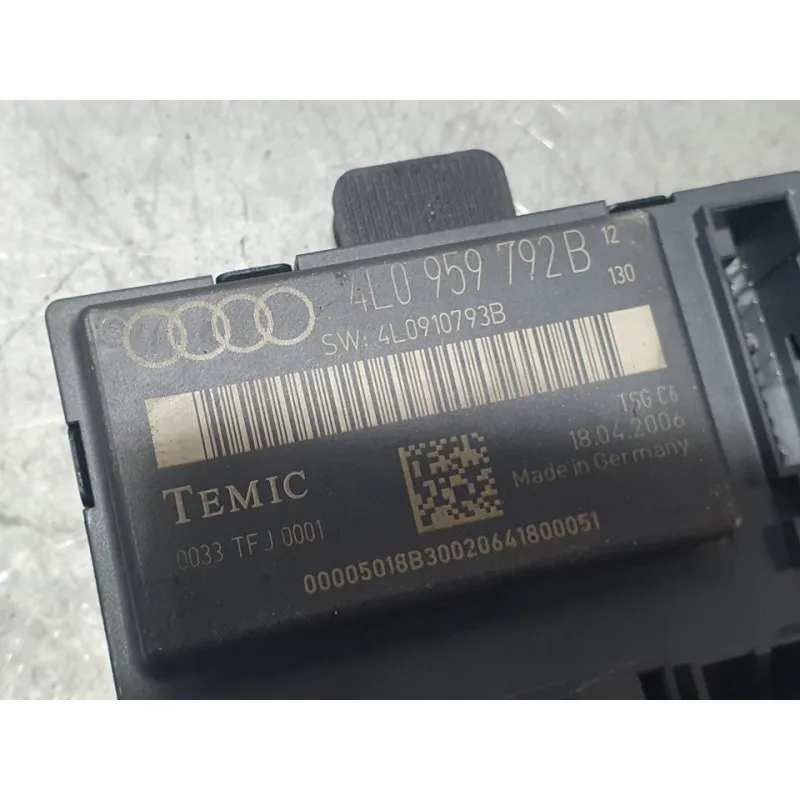 4L0 959 792 B 12
130
SW: 4L0910793B
TSG C6
18.04.2006
Made in Germany
TEMIC
0033 TFJ 0001
00005018B30020641800051